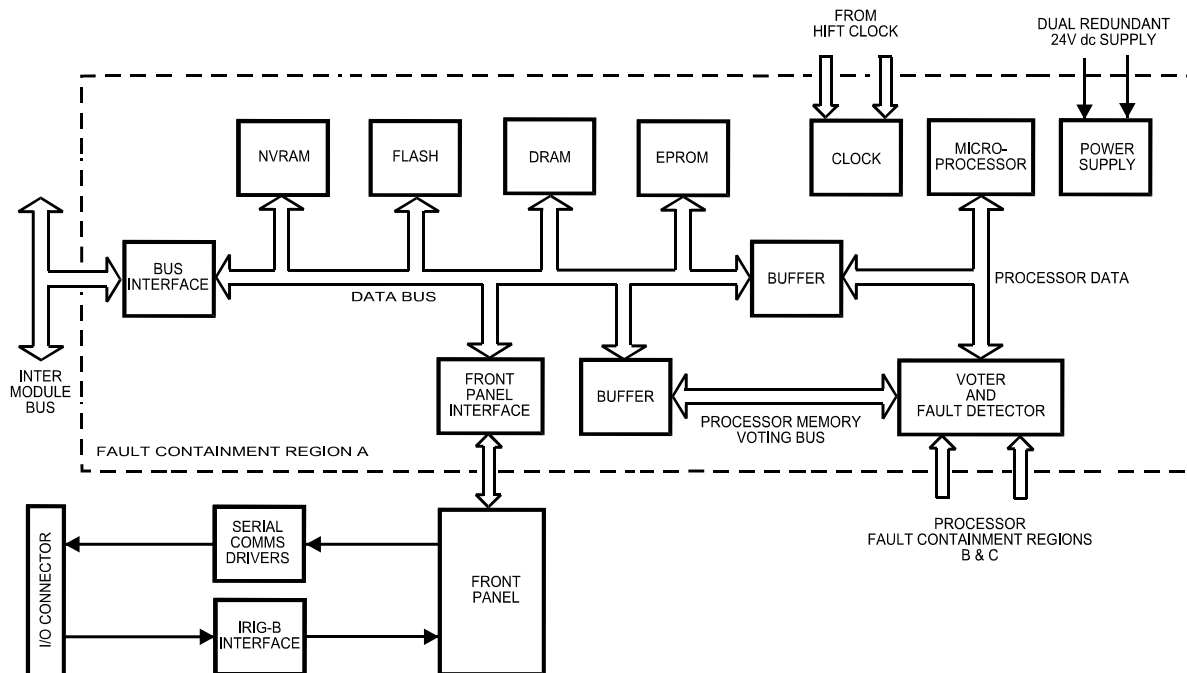 FROM
HIFT CLOCK
DUAL REDUNDANT
24V dc SUPPLY
NVRAM
FLASH
DRAM
EPROM
CLOCK
MICRO-
PROCESSOR
POWER
SUPPLY
BUS
INTERFACE
DATA BUS
BUFFER
PROCESSOR DATA
INTER
MODULE
BUS
FRONT
PANEL
INTERFACE
BUFFER
PROCESSOR MEMORY
VOTING BUS
VOTER
AND
FAULT DETECTOR
FAULT CONTAINMENT REGION A
PROCESSOR
FAULT CONTAINMENT REGIONS
B & C
I/O CONNECTOR
SERIAL
COMMS
DRIVERS
IRIG-B
INTERFACE
FRONT
PANEL